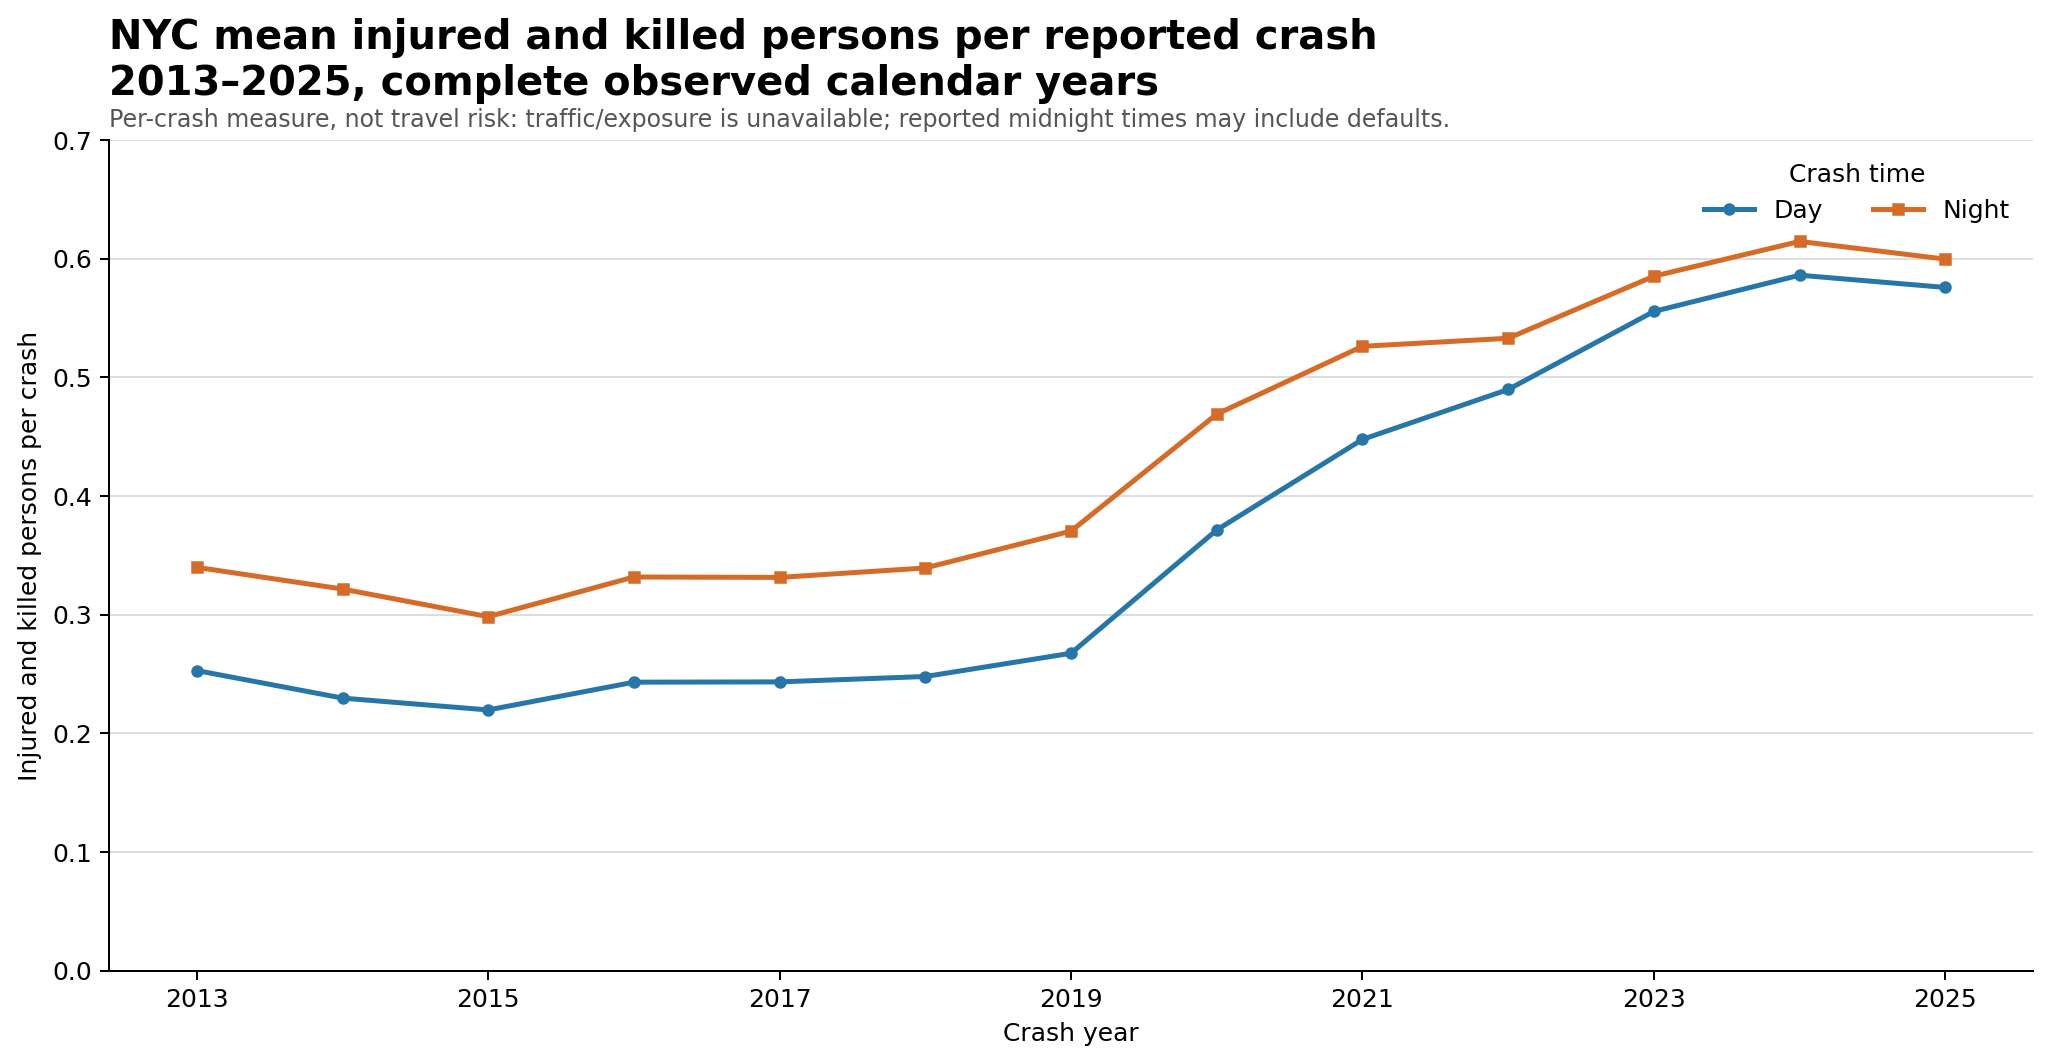 NYC mean injured and killed persons per reported crash
2013–2025, complete observed calendar years
Per-crash measure, not travel risk: traffic/exposure is unavailable; reported midnight times may include defaults.
Crash time
Day
Night
Injured and killed persons per crash
0.7
0.6
0.5
0.4
0.3
0.2
0.1
0.0
2013
2015
2017
2019
2021
2023
2025
Crash year